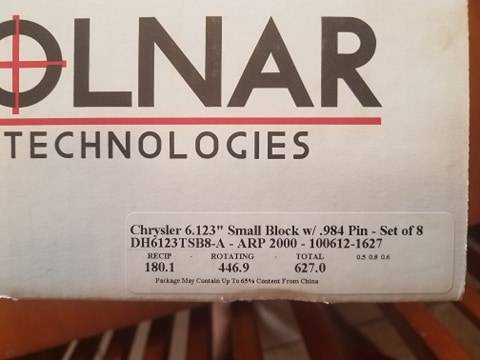 OLNAR
TECHNOLOGIES
Chrysler 6.123" Small Block w/ .984 Pin - Set of 8
DH6123TSB8-A - ARP 2000 - 100612-1627
RECIP - ROTATING - TOTAL 0.5 0.8 0.6
180.1 446.9 627.0
Package May Contain Up To 65% Content From China